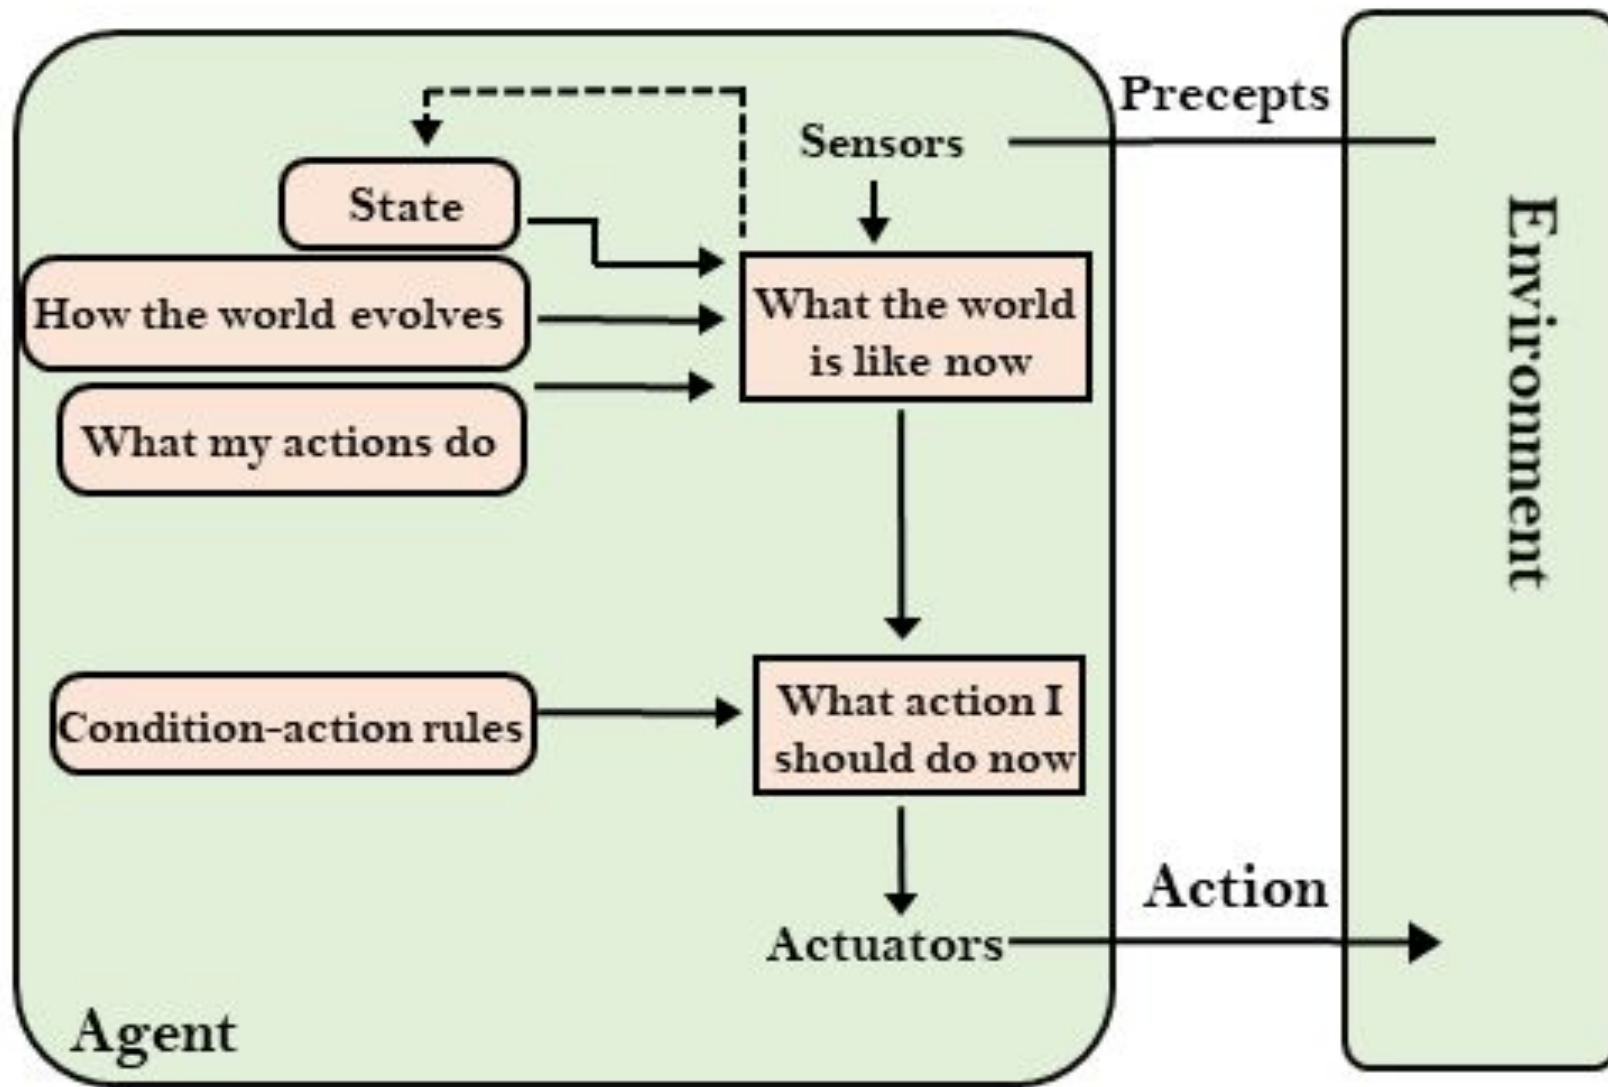 Precepts
Sensors
State
How the world evolves
What the world
is like now
What my actions do
Environment
Condition-action rules
What action I
should do now
Action
Actuators
Agent